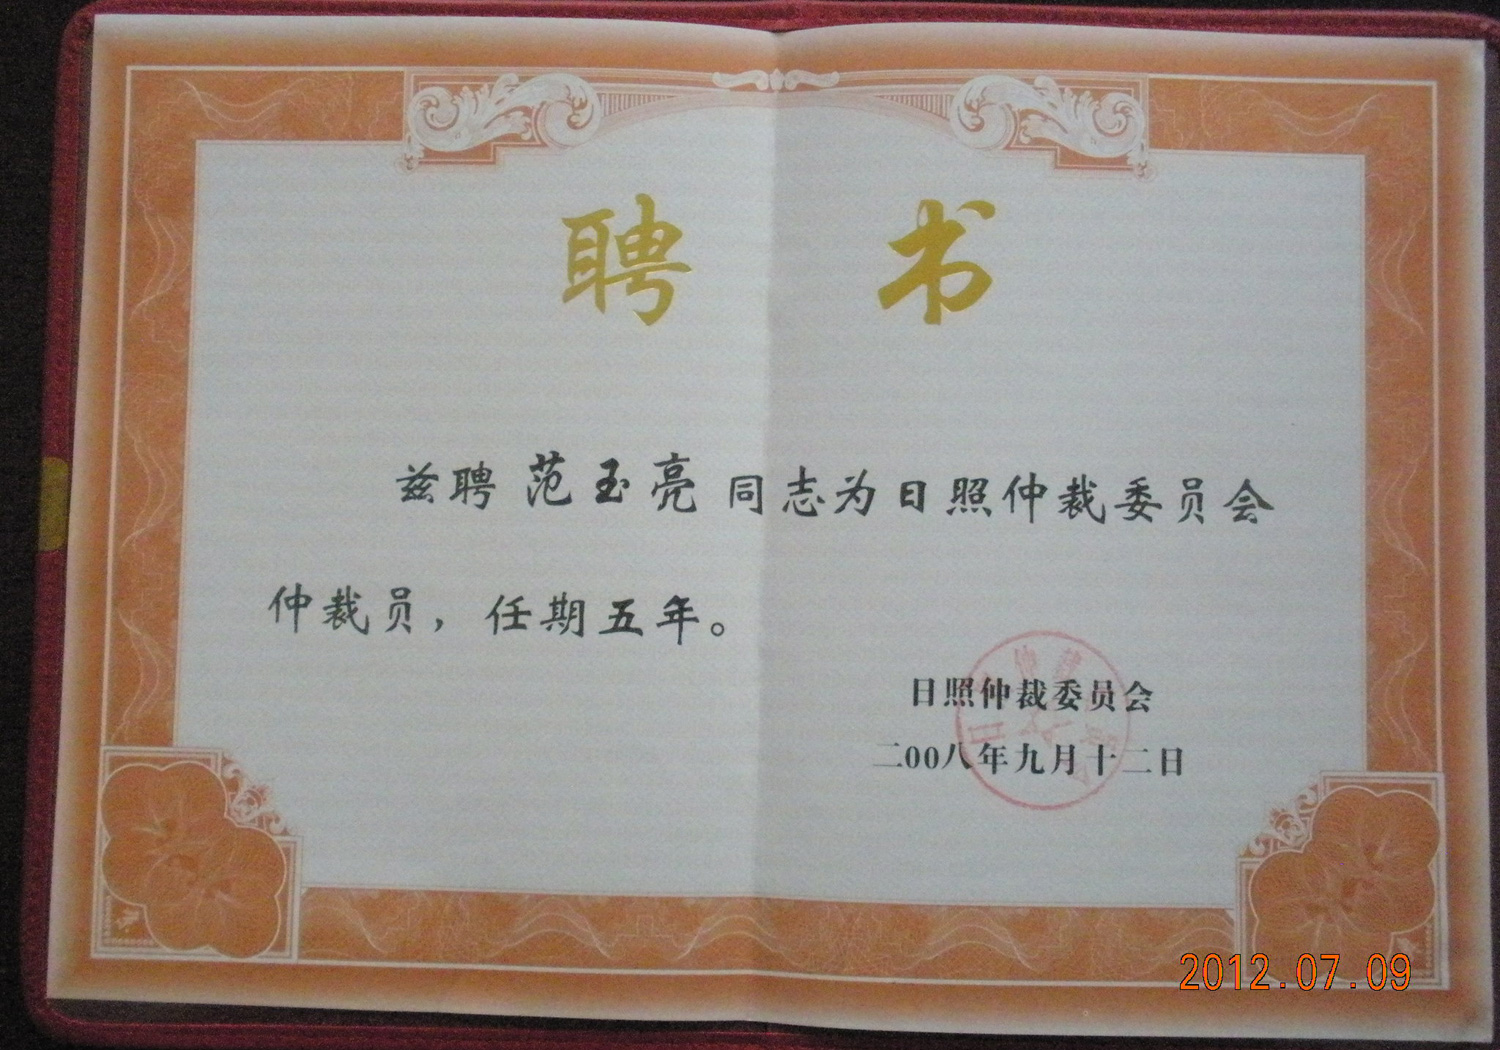 聘书
兹聘 范玉亮 同志为日照仲裁委员会
仲裁员，任期五年。
日照仲裁委员会
二00八年九月十二日
2012.07.09